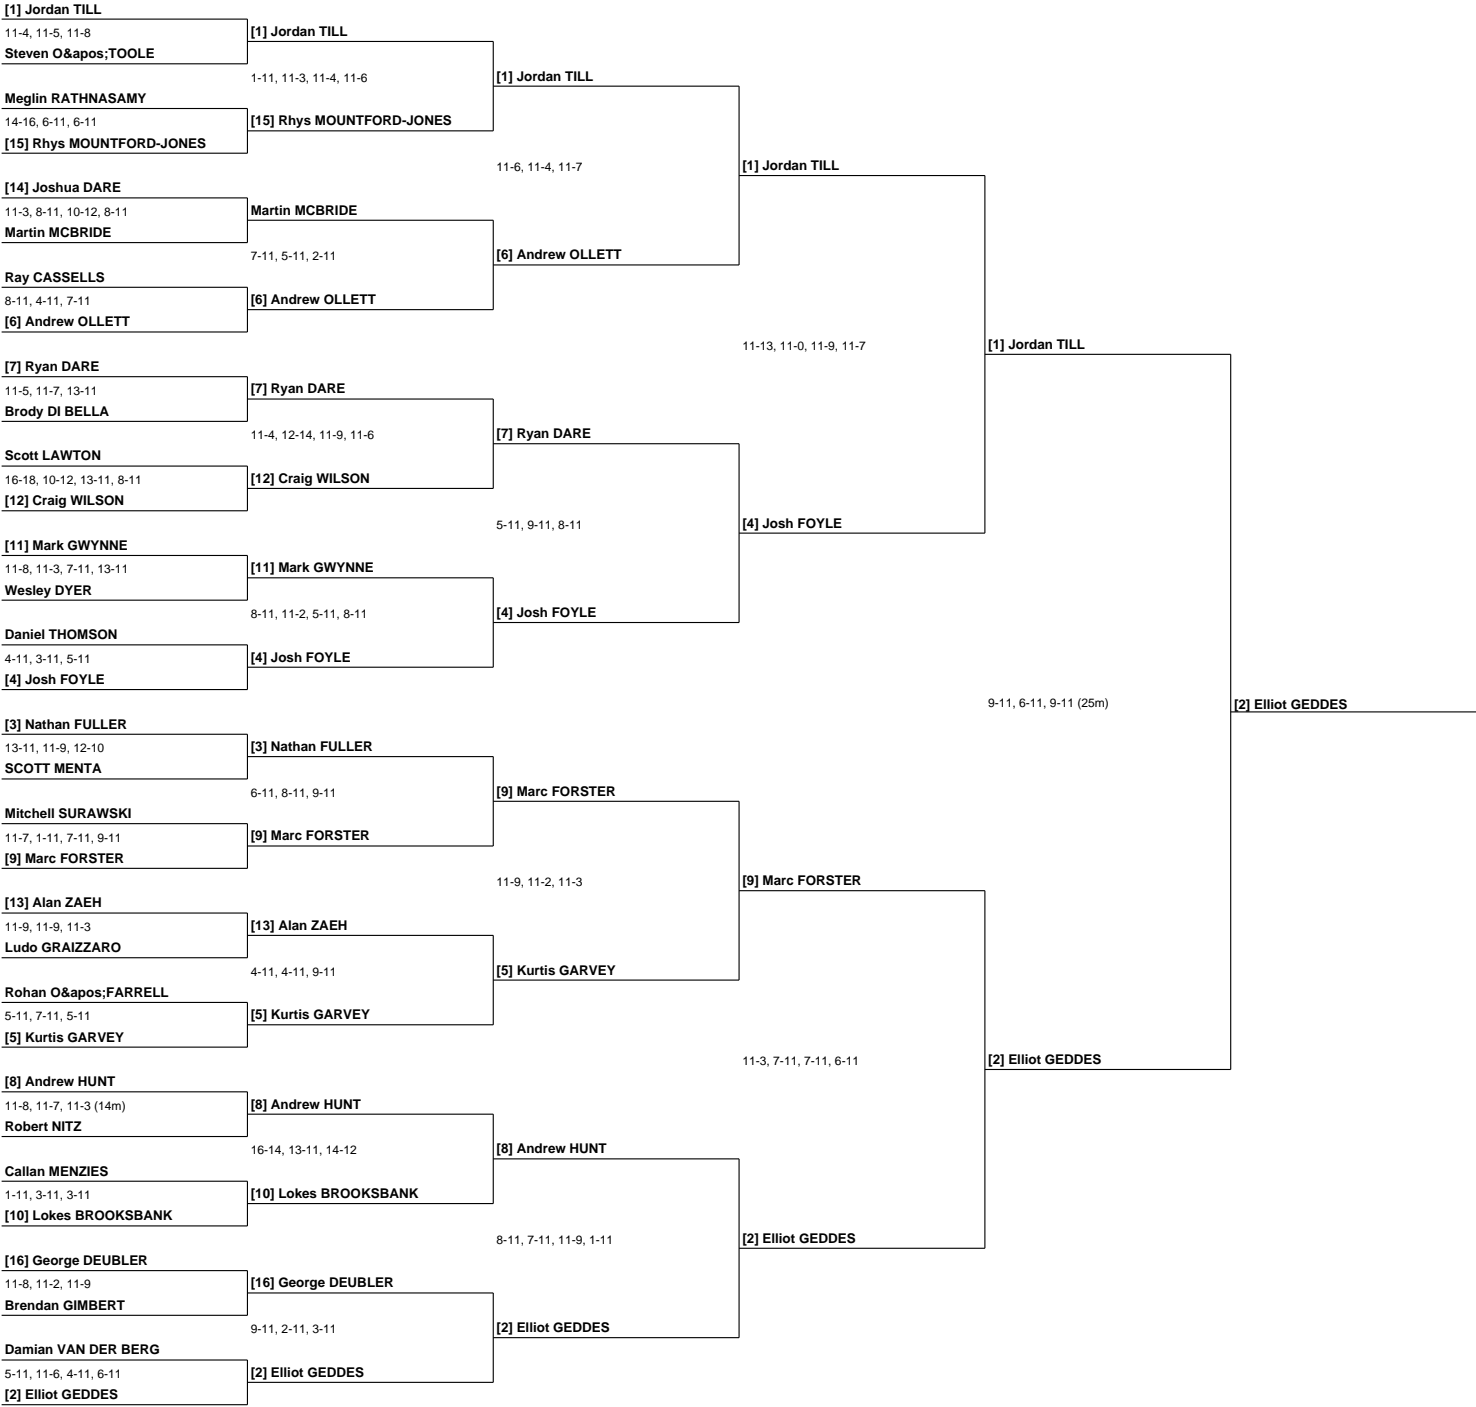 [1] Jordan TILL
11-4, 11-5, 11-8
Steven O&apos;TOOLE
Meglin RATHNASAMY
14-16, 6-11, 6-11
[15] Rhys MOUNTFORD-JONES
[14] Joshua DARE
11-3, 8-11, 10-12, 8-11
Martin MCBRIDE
Ray CASSELLS
8-11, 4-11, 7-11
[6] Andrew OLLETT
[7] Ryan DARE
11-5, 11-7, 13-11
Brody DI BELLA
Scott LAWTON
16-18, 10-12, 13-11, 8-11
[12] Craig WILSON
[11] Mark GWYNNE
11-8, 11-3, 7-11, 13-11
Wesley DYER
Daniel THOMSON
4-11, 3-11, 5-11
[4] Josh FOYLE
[3] Nathan FULLER
13-11, 11-9, 12-10
SCOTT MENTA
Mitchell SURAWSKI
11-7, 1-11, 7-11, 9-11
[9] Marc FORSTER
[13] Alan ZAEH
11-9, 11-9, 11-3
Ludo GRAIZZARO
Rohan O&apos;FARRELL
5-11, 7-11, 5-11
[5] Kurtis GARVEY
[8] Andrew HUNT
11-8, 11-7, 11-3 (14m)
Robert NITZ
Callan MENZIES
1-11, 3-11, 3-11
[10] Lokes BROOKSBANK
[16] George DEUBLER
11-8, 11-2, 11-9
Brendan GIMBERT
Damian VAN DER BERG
5-11, 11-6, 4-11, 6-11
[2] Elliot GEDDES
[1] Jordan TILL
1-11, 11-3, 11-4, 11-6
[15] Rhys MOUNTFORD-JONES
Martin MCBRIDE
7-11, 5-11, 2-11
[6] Andrew OLLETT
[7] Ryan DARE
11-4, 12-14, 11-9, 11-6
[12] Craig WILSON
[11] Mark GWYNNE
8-11, 11-2, 5-11, 8-11
[4] Josh FOYLE
[3] Nathan FULLER
6-11, 8-11, 9-11
[9] Marc FORSTER
[13] Alan ZAEH
4-11, 4-11, 9-11
[5] Kurtis GARVEY
[8] Andrew HUNT
16-14, 13-11, 14-12
[10] Lokes BROOKSBANK
[16] George DEUBLER
9-11, 2-11, 3-11
[2] Elliot GEDDES
[1] Jordan TILL
11-6, 11-4, 11-7
[6] Andrew OLLETT
[7] Ryan DARE
5-11, 9-11, 8-11
[4] Josh FOYLE
[9] Marc FORSTER
11-9, 11-2, 11-3
[5] Kurtis GARVEY
[8] Andrew HUNT
8-11, 7-11, 11-9, 1-11
[2] Elliot GEDDES
[1] Jordan TILL
11-13, 11-0, 11-9, 11-7
[4] Josh FOYLE
[9] Marc FORSTER
11-3, 7-11, 7-11, 6-11
[2] Elliot GEDDES
[1] Jordan TILL
9-11, 6-11, 9-11 (25m)
[2] Elliot GEDDES
[2] Elliot GEDDES